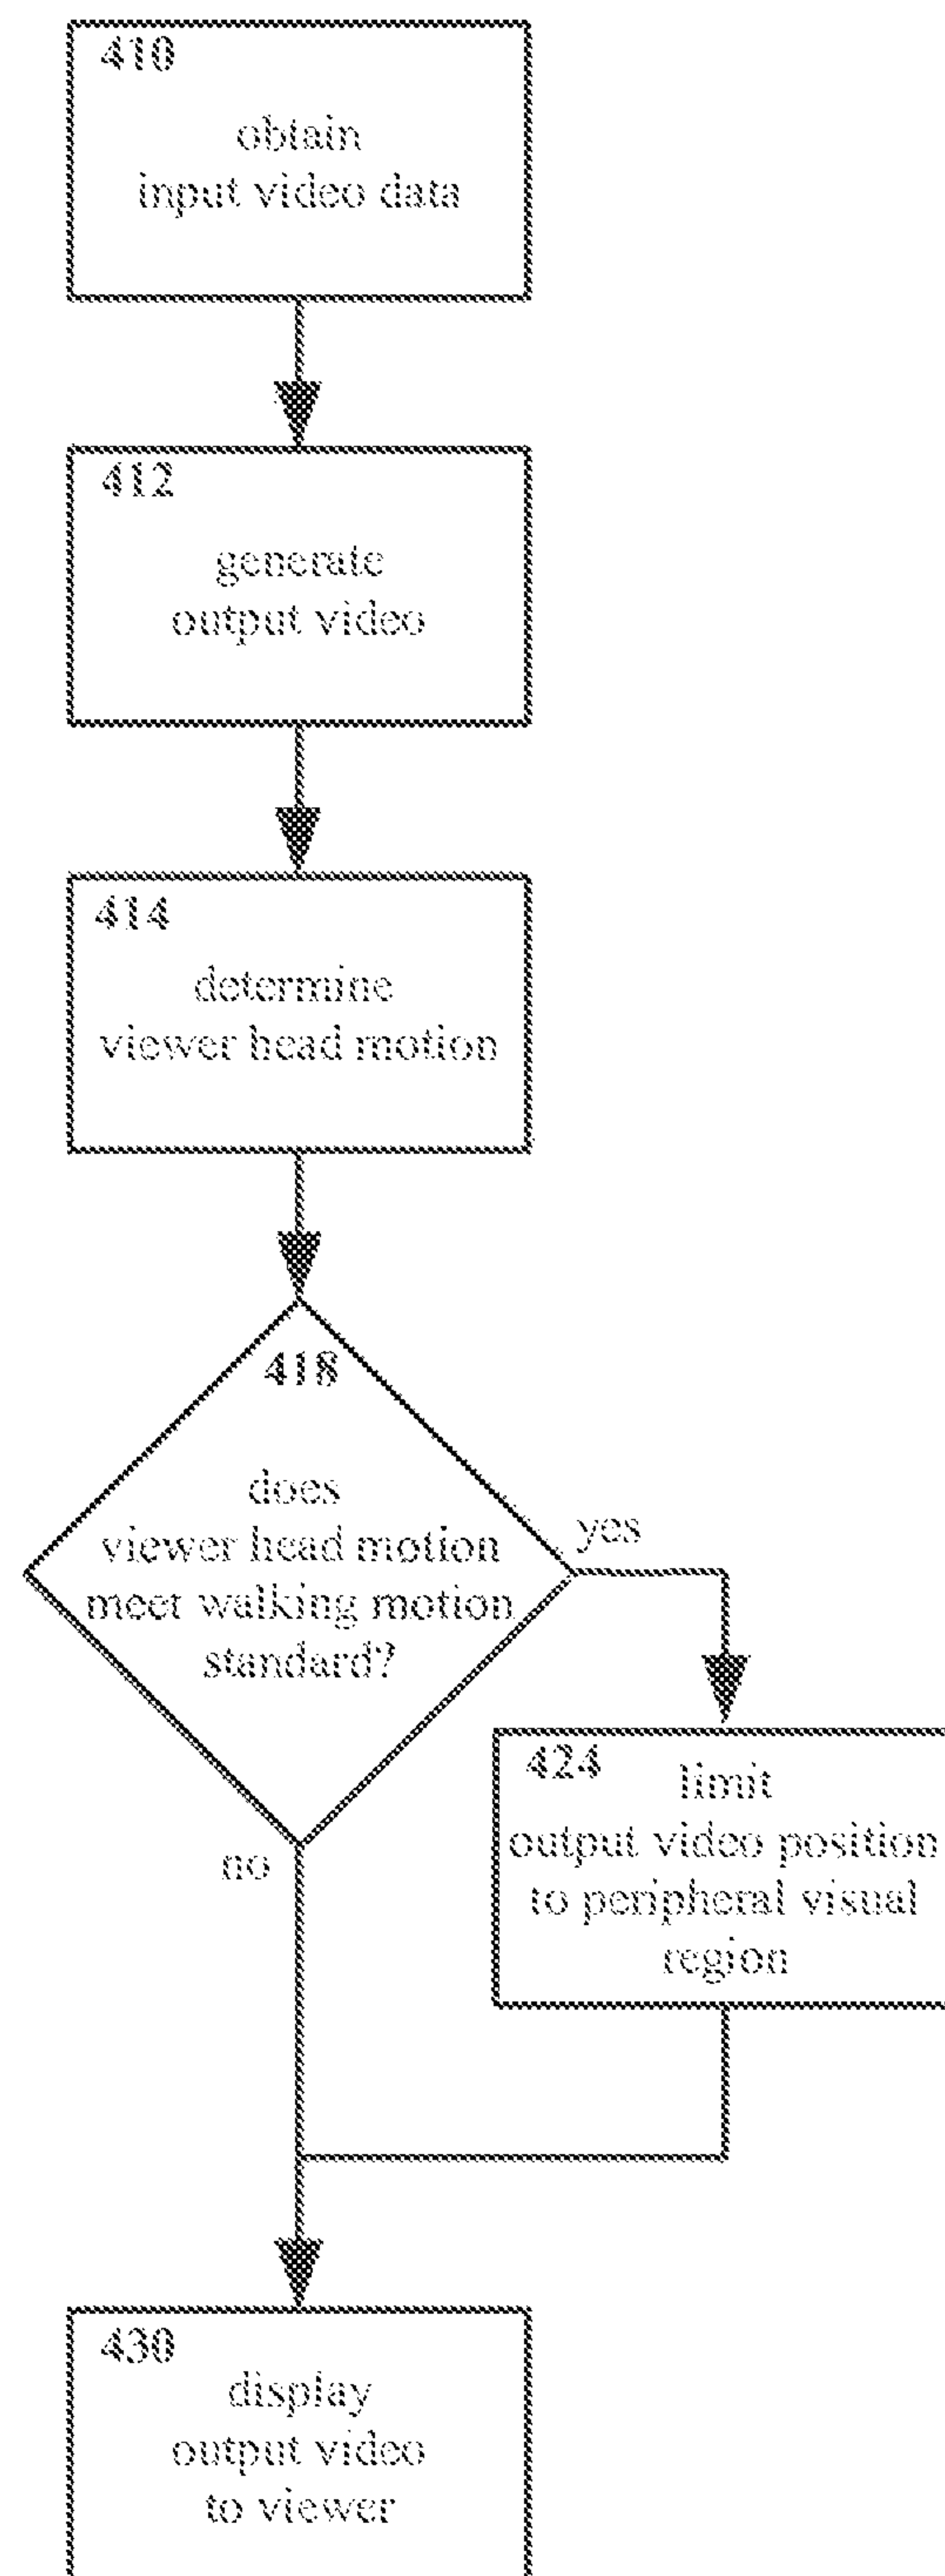 410
obtain
input video data
412
generate
output video
414
determine
viewer head motion
418
does
viewer head motion
meet walking motion
standard?
yes
424
limit
output video position
to peripheral visual
region
no
430
display
output video
to viewer